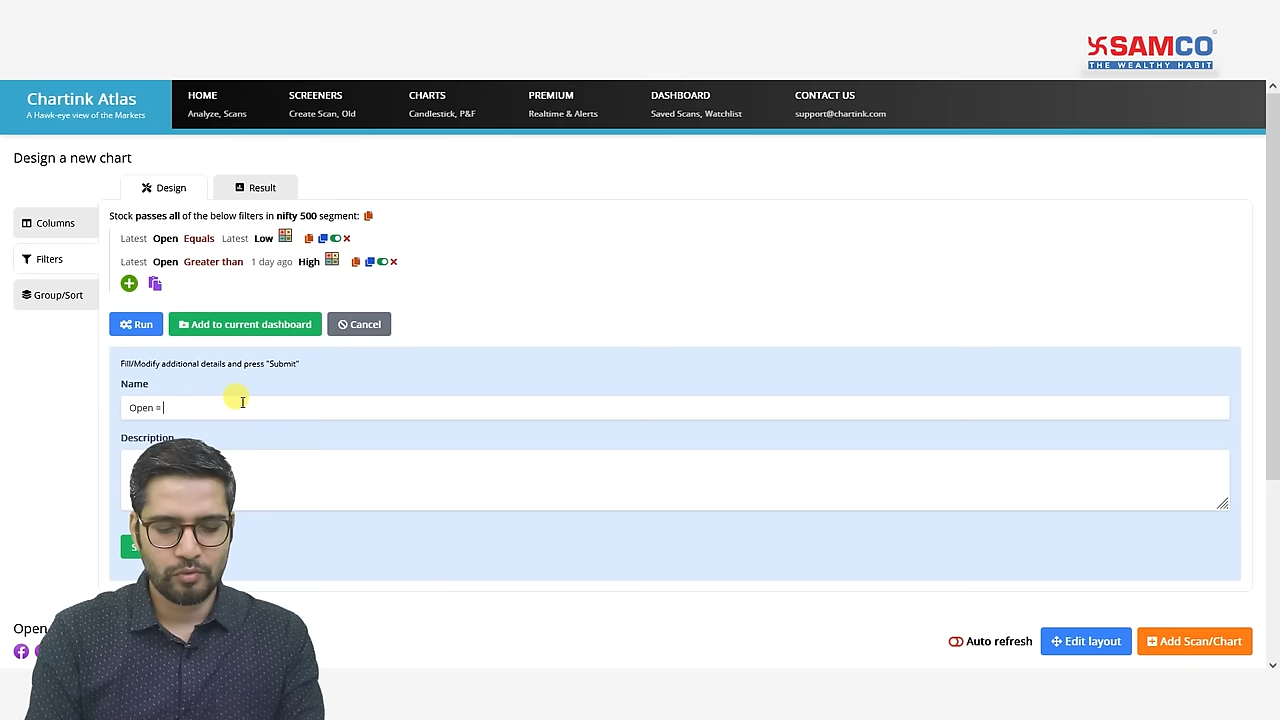 SAMCO
THE WEALTHY HABIT
Chartink Atlas
A Hawk-eye view of the Markets
HOME
Analyze, Scans
SCREENERS
Create Scan, Old
CHARTS
Candlestick, P&F
PREMIUM
Realtime & Alerts
DASHBOARD
Saved Scans, Watchlist
CONTACT US
support@chartink.com
Design a new chart
Design
Result
Columns
Filters
Group/Sort
Stock passes all of the below filters in nifty 500 segment:
Latest Open Equals Latest Low
Latest Open Greater than 1 day ago High
Run
Add to current dashboard
Cancel
Fill/Modify additional details and press "Submit"
Name
Open =
Description
Open
Auto refresh
Edit layout
Add Scan/Chart